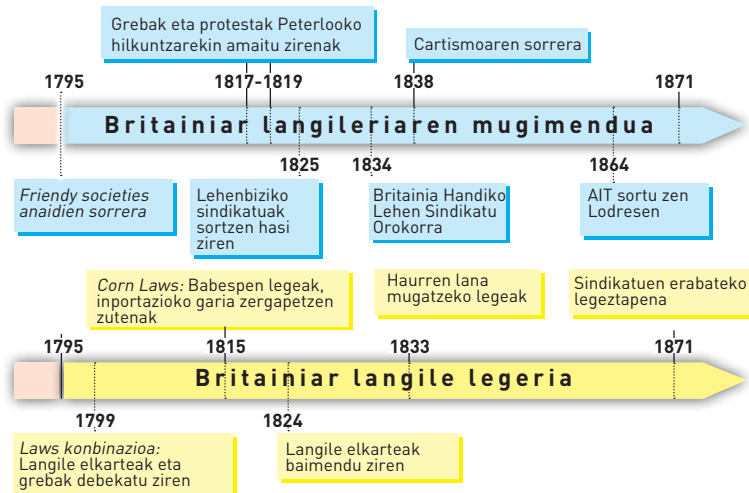 Grebak eta protestak Peterlooko
hilkuntzarekin amaitu zirenak
Cartismoaren sorrera
1795
1817-1819
1838
1871
Britainiar langileriaren mugimendua
1825
1834
1864
Friendy societies
anaidien sorrera
Lehenbiziko
sindikatuak
sortzen hasi
ziren
Britainia Handiko
Lehen Sindikatu
Orokorra
AIT sortu zen
Lodresen
Corn Laws: Babespen legeak,
inportazioko garia zergapetzen
zutenak
Haurren lana
mugatzeko legeak
Sindikatuen erabateko
legeztapena
1795
1815
1833
1871
Britainiar langile legeria
1799
1824
Laws konbinazioa:
Langile elkarteak eta
grebak debekatu ziren
Langile elkarteak
baimendu ziren